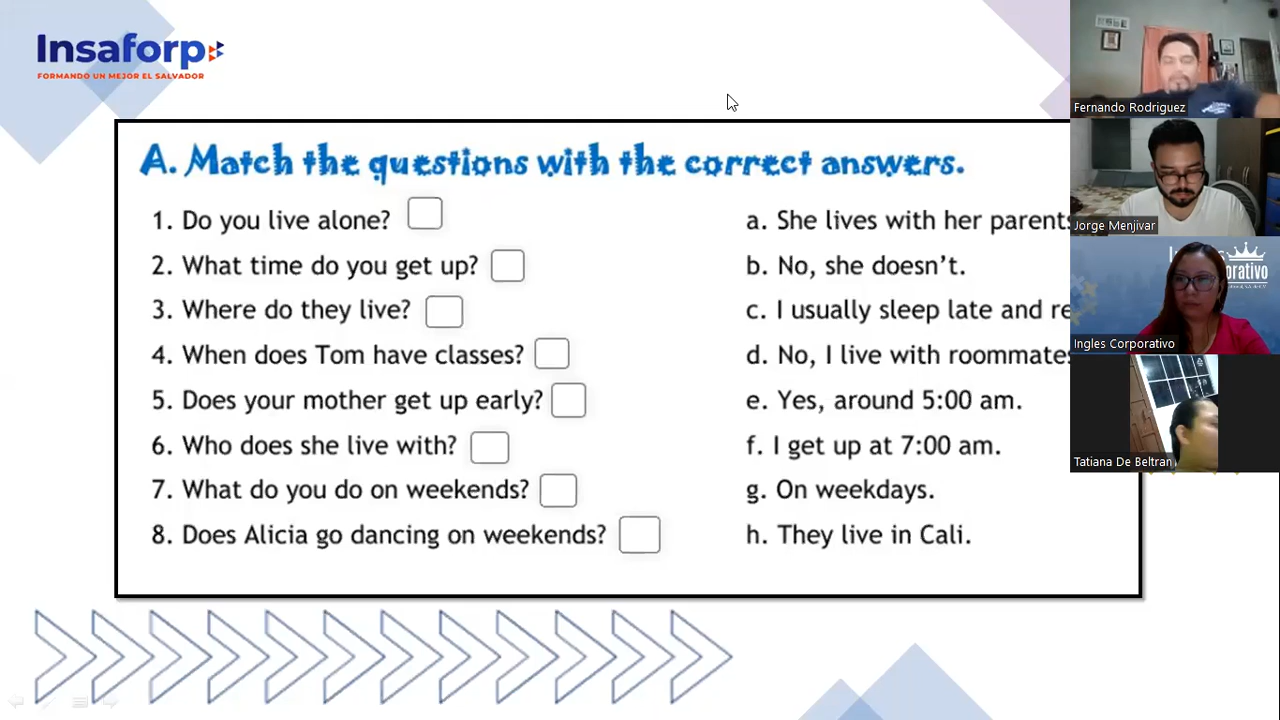 Insaforp
FORMANDO UN MEJOR EL SALVADOR
A. Match the questions with the correct answers.
1. Do you live alone?
2. What time do you get up?
3. Where do they live?
4. When does Tom have classes?
5. Does your mother get up early?
6. Who does she live with?
7. What do you do on weekends?
8. Does Alicia go dancing on weekends?
a. She lives with her parents
b. No, she doesn't.
c. I usually sleep late and re
d. No, I live with roommates
e. Yes, around 5:00 am.
f. I get up at 7:00 am.
g. On weekdays.
h. They live in Cali.
Fernando Rodriguez
Jorge Menjivar
Ingles Corporativo
Tatiana De Beltran